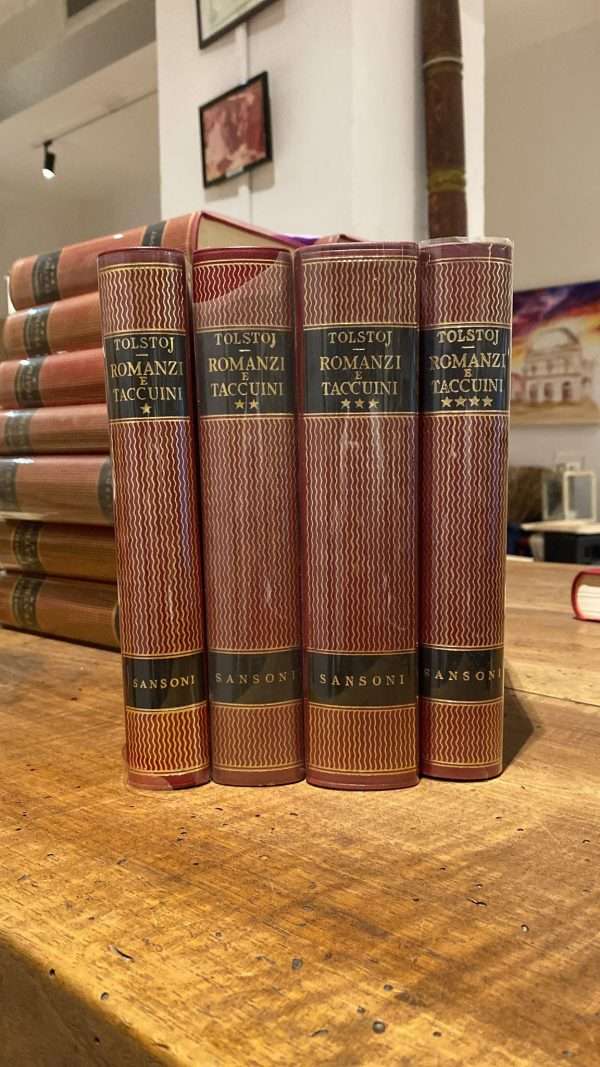 TOLSTOJ
ROMANZI
E
TACCUINI
★
SANSONI
TOLSTOJ
ROMANZI
E
TACCUINI
★★
SANSONI
TOLSTOJ
ROMANZI
E
TACCUINI
★★★
SANSONI
TOLSTOJ
ROMANZI
E
TACCUINI
★★★★
SANSONI